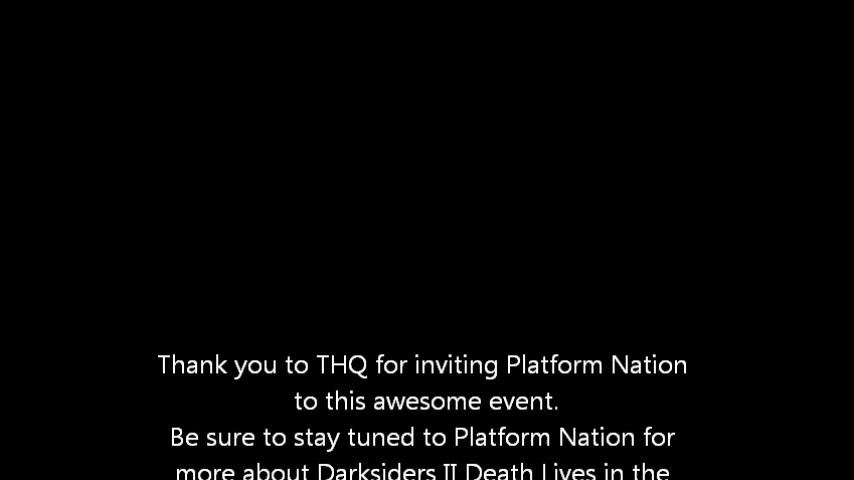 Thank you to THQ for inviting Platform Nation
to this awesome event.
Be sure to stay tuned to Platform Nation for
more about Darksiders II Death Lives in the